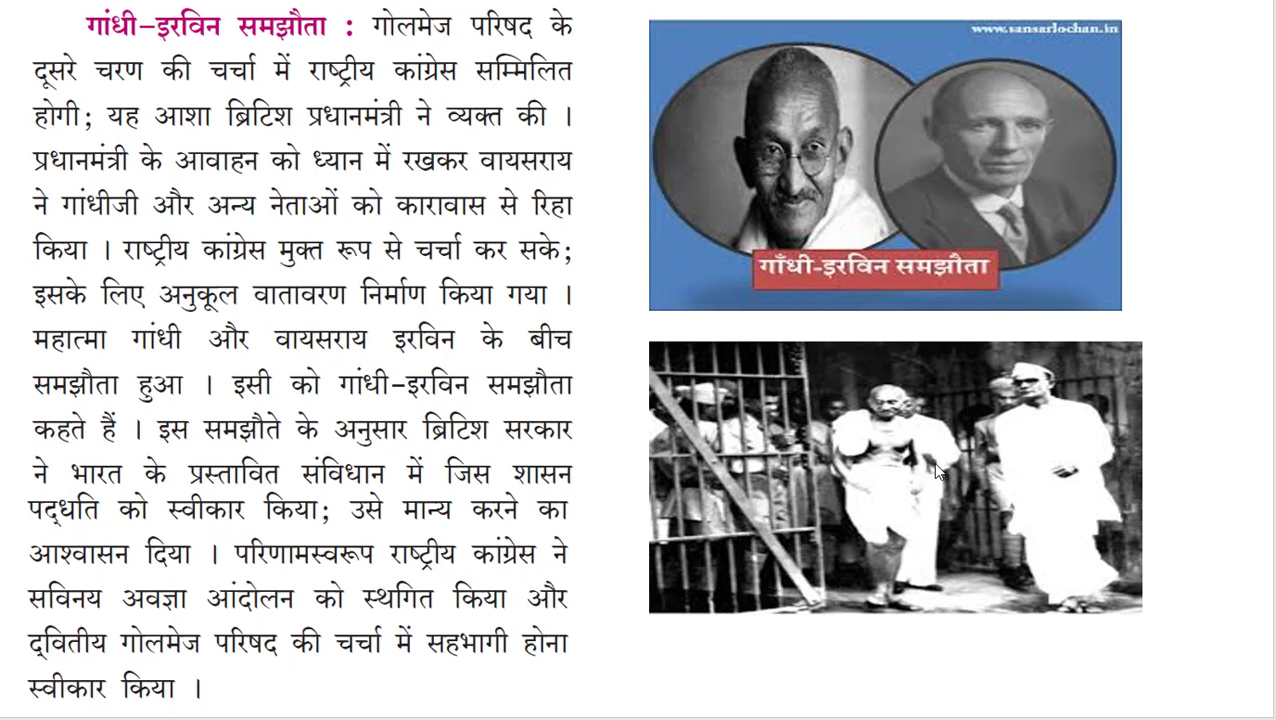 गांधी-इरविन समझौता : गोलमेज परिषद के
दूसरे चरण की चर्चा में राष्ट्रीय कांग्रेस सम्मिलित
होगी; यह आशा ब्रिटिश प्रधानमंत्री ने व्यक्त की ।
प्रधानमंत्री के आवाहन को ध्यान में रखकर वायसराय
ने गांधीजी और अन्य नेताओं को कारावास से रिहा
किया । राष्ट्रीय कांग्रेस मुक्त रूप से चर्चा कर सके;
इसके लिए अनुकूल वातावरण निर्माण किया गया ।
महात्मा गांधी और वायसराय इरविन के बीच
समझौता हुआ । इसी को गांधी-इरविन समझौता
कहते हैं । इस समझौते के अनुसार ब्रिटिश सरकार
ने भारत के प्रस्तावित संविधान में जिस शासन
पद्धति को स्वीकार किया; उसे मान्य करने का
आश्वासन दिया । परिणामस्वरूप राष्ट्रीय कांग्रेस ने
सविनय अवज्ञा आंदोलन को स्थगित किया और
द्वितीय गोलमेज परिषद की चर्चा में सहभागी होना
स्वीकार किया ।
www.sansarlochan.in
गाँधी-इरविन समझौता